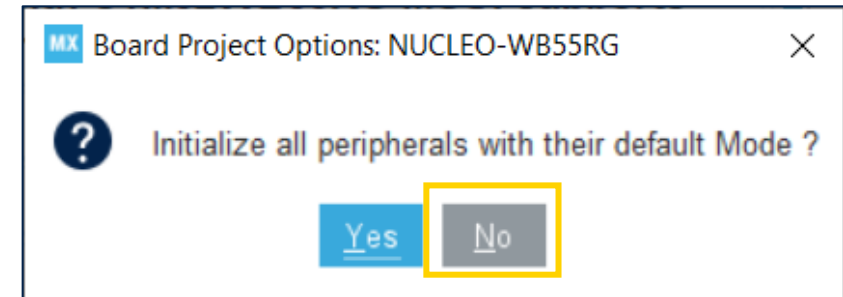 MX Board Project Options: NUCLEO-WB55RG
? Initialize all peripherals with their default Mode ?
Yes No